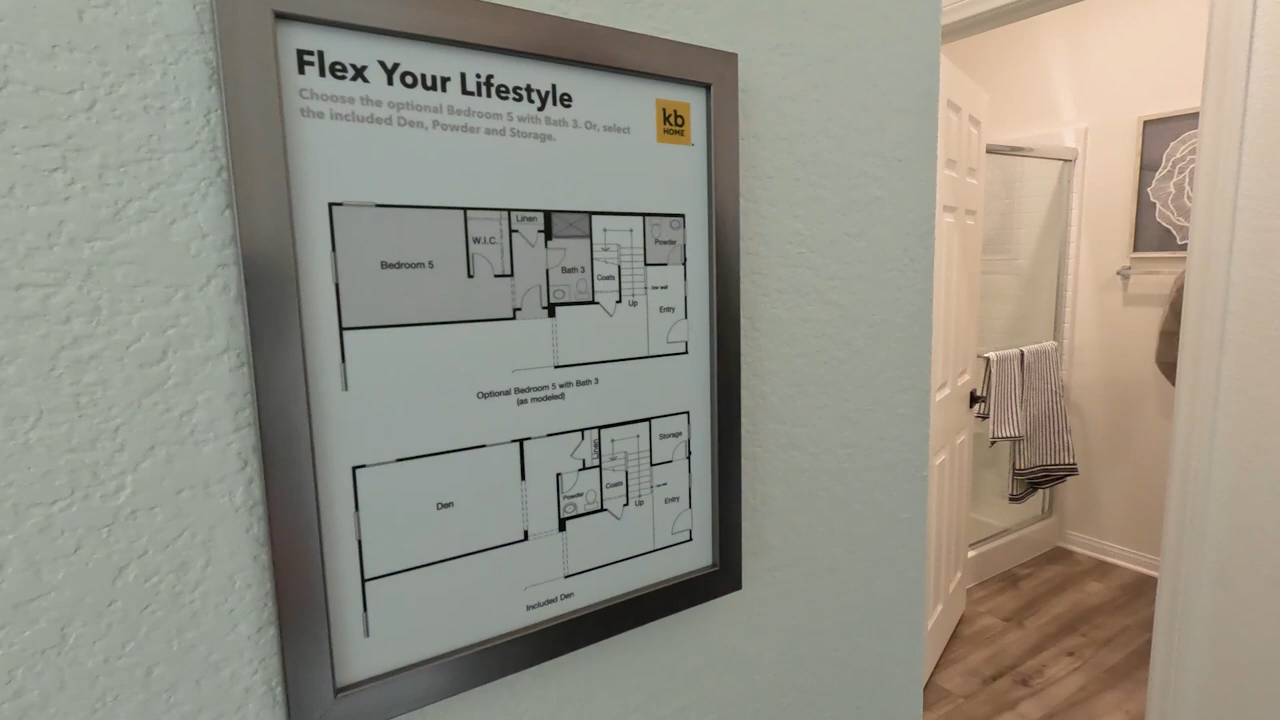 Flex Your Lifestyle
Choose the optional Bedroom 5 with Bath 3. Or, select
the included Den, Powder and Storage.
kb
HOME
Bedroom 5
W.I.C.
Linen
Bath 3
Coats
Up
Powder
low wall
Entry
Optional Bedroom 5 with Bath 3
(as modeled)
Den
Linen
Powder
Coats
Up
Storage
Entry
Included Den